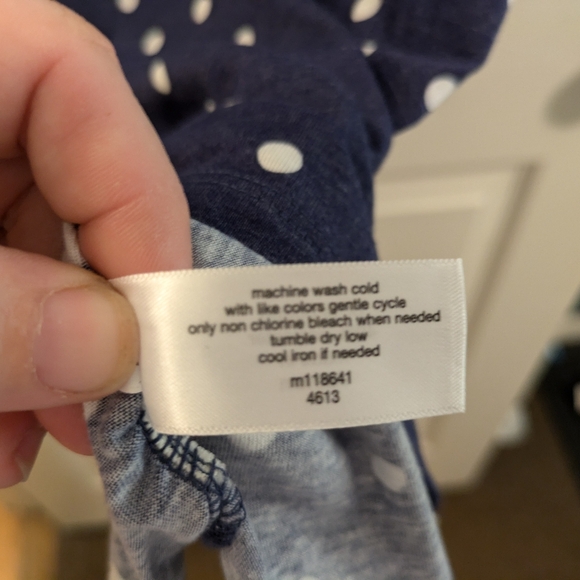 machine wash cold
with like colors gentle cycle
only non chlorine bleach when needed
tumble dry low
cool iron if needed
m118641
4613